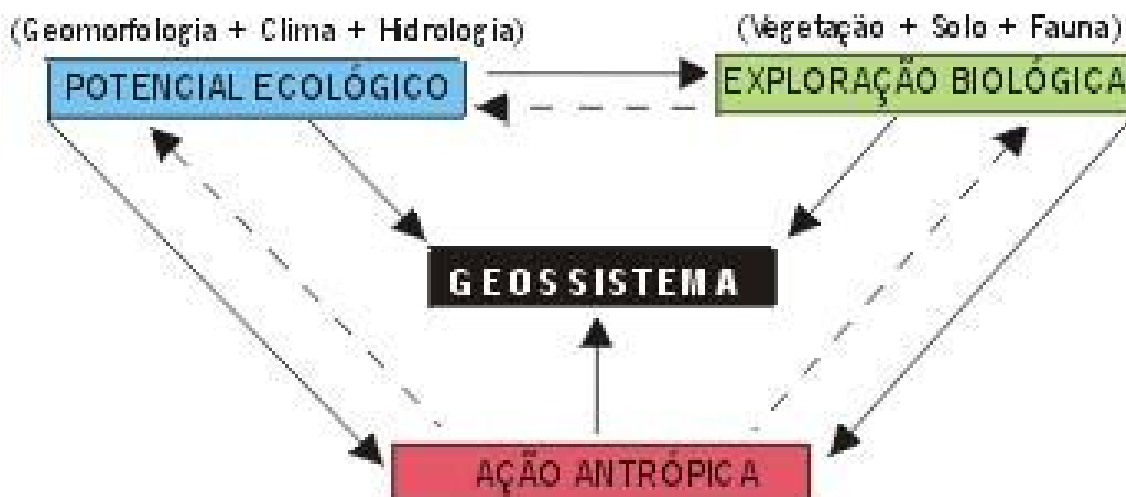 (Geomorfologia + Clima + Hidrologia)
(Vegetação + Solo + Fauna)
POTENCIAL ECOLÓGICO
EXPLORAÇÃO BIOLÓGICA
GEOSSISTEMA
AÇÃO ANTRÓPICA